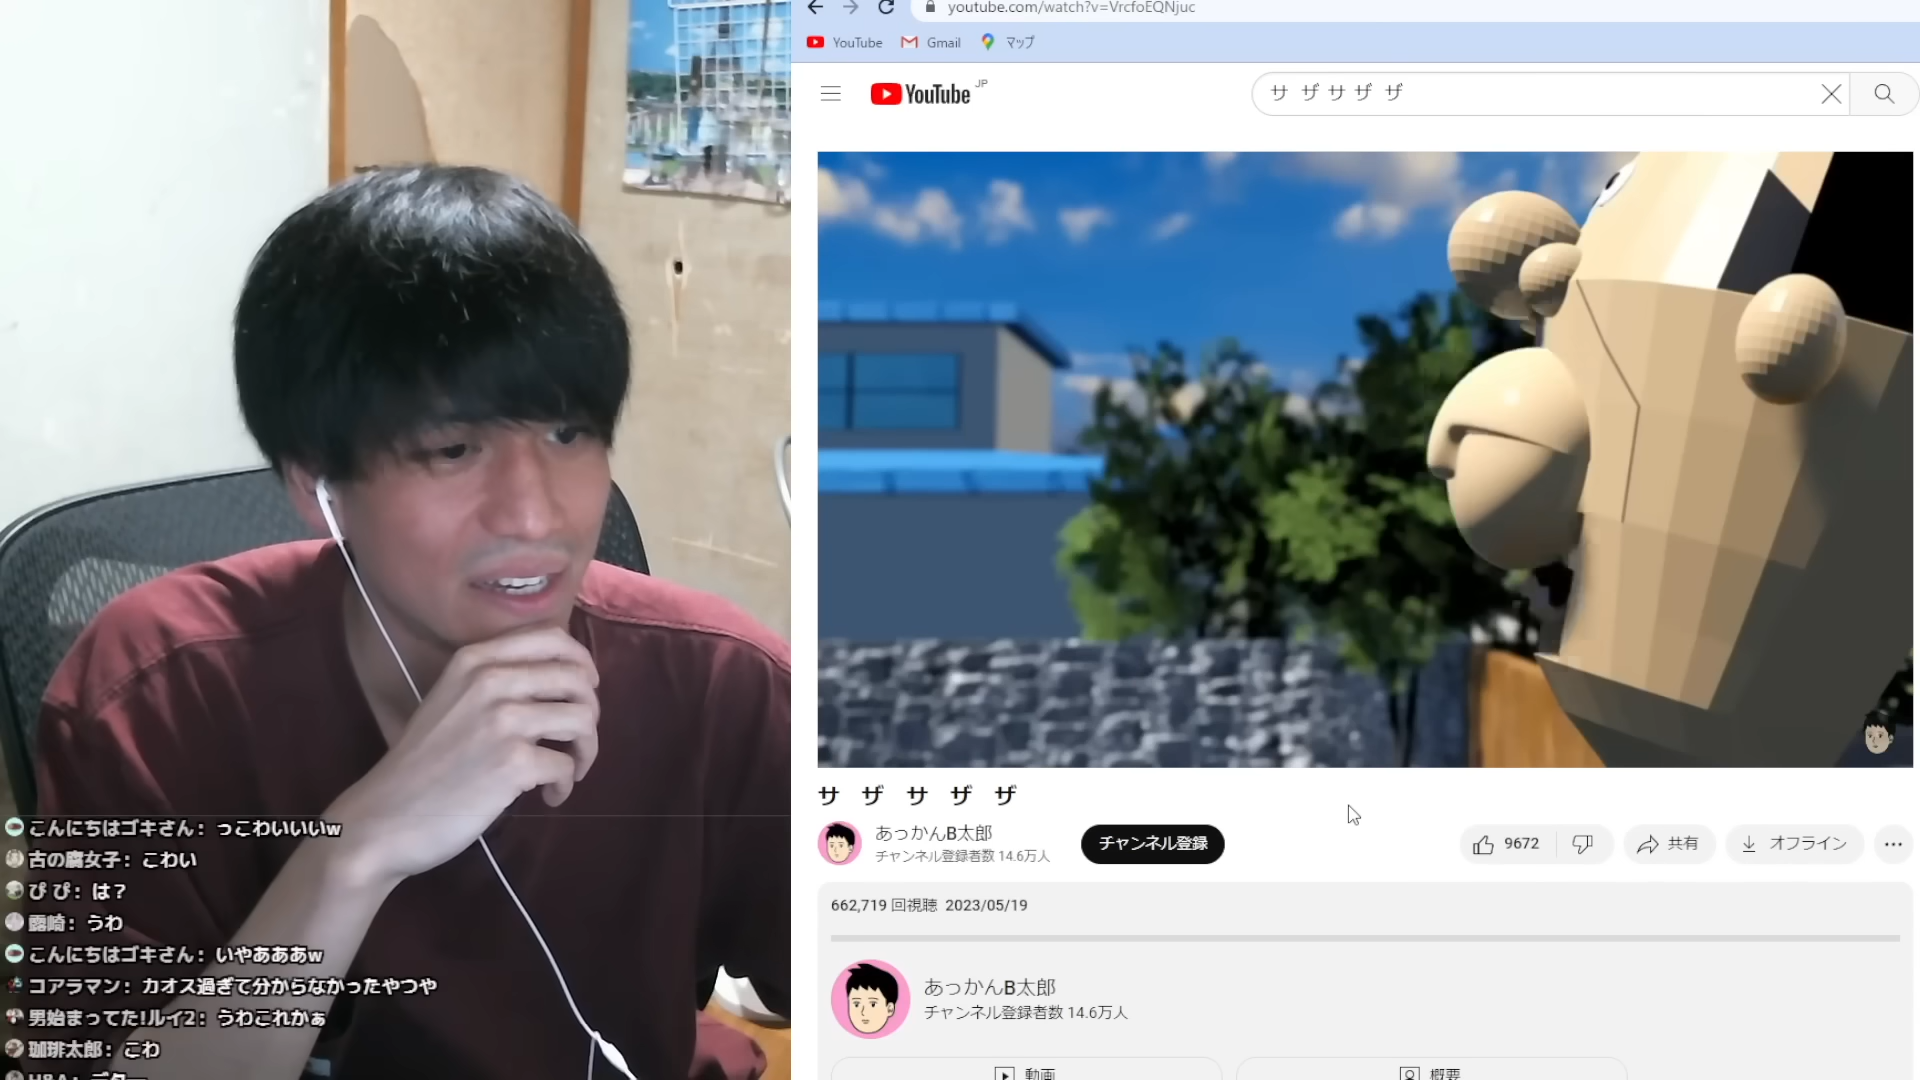 youtube.com/watch?v=VrcfoEQNjuc
YouTube Gmail マップ
YouTube JP
サ ザ サ ザ ザ
サ ザ サ ザ ザ
あっかんB太郎
チャンネル登録者数 14.6万人
チャンネル登録
9672
共有
オフライン
662,719 回視聴 2023/05/19
あっかんB太郎
チャンネル登録者数 14.6万人
動画
概要
こんにちはゴキさん: っこわいいいw
古の腐女子: こわい
ぴ ぴ: は?
露崎: うわ
こんにちはゴキさん: いやあああw
コアラマン: カオス過ぎて分からなかったやつや
男始まってた!ルイ2: うわこれかぁ
珈琲太郎: こわ